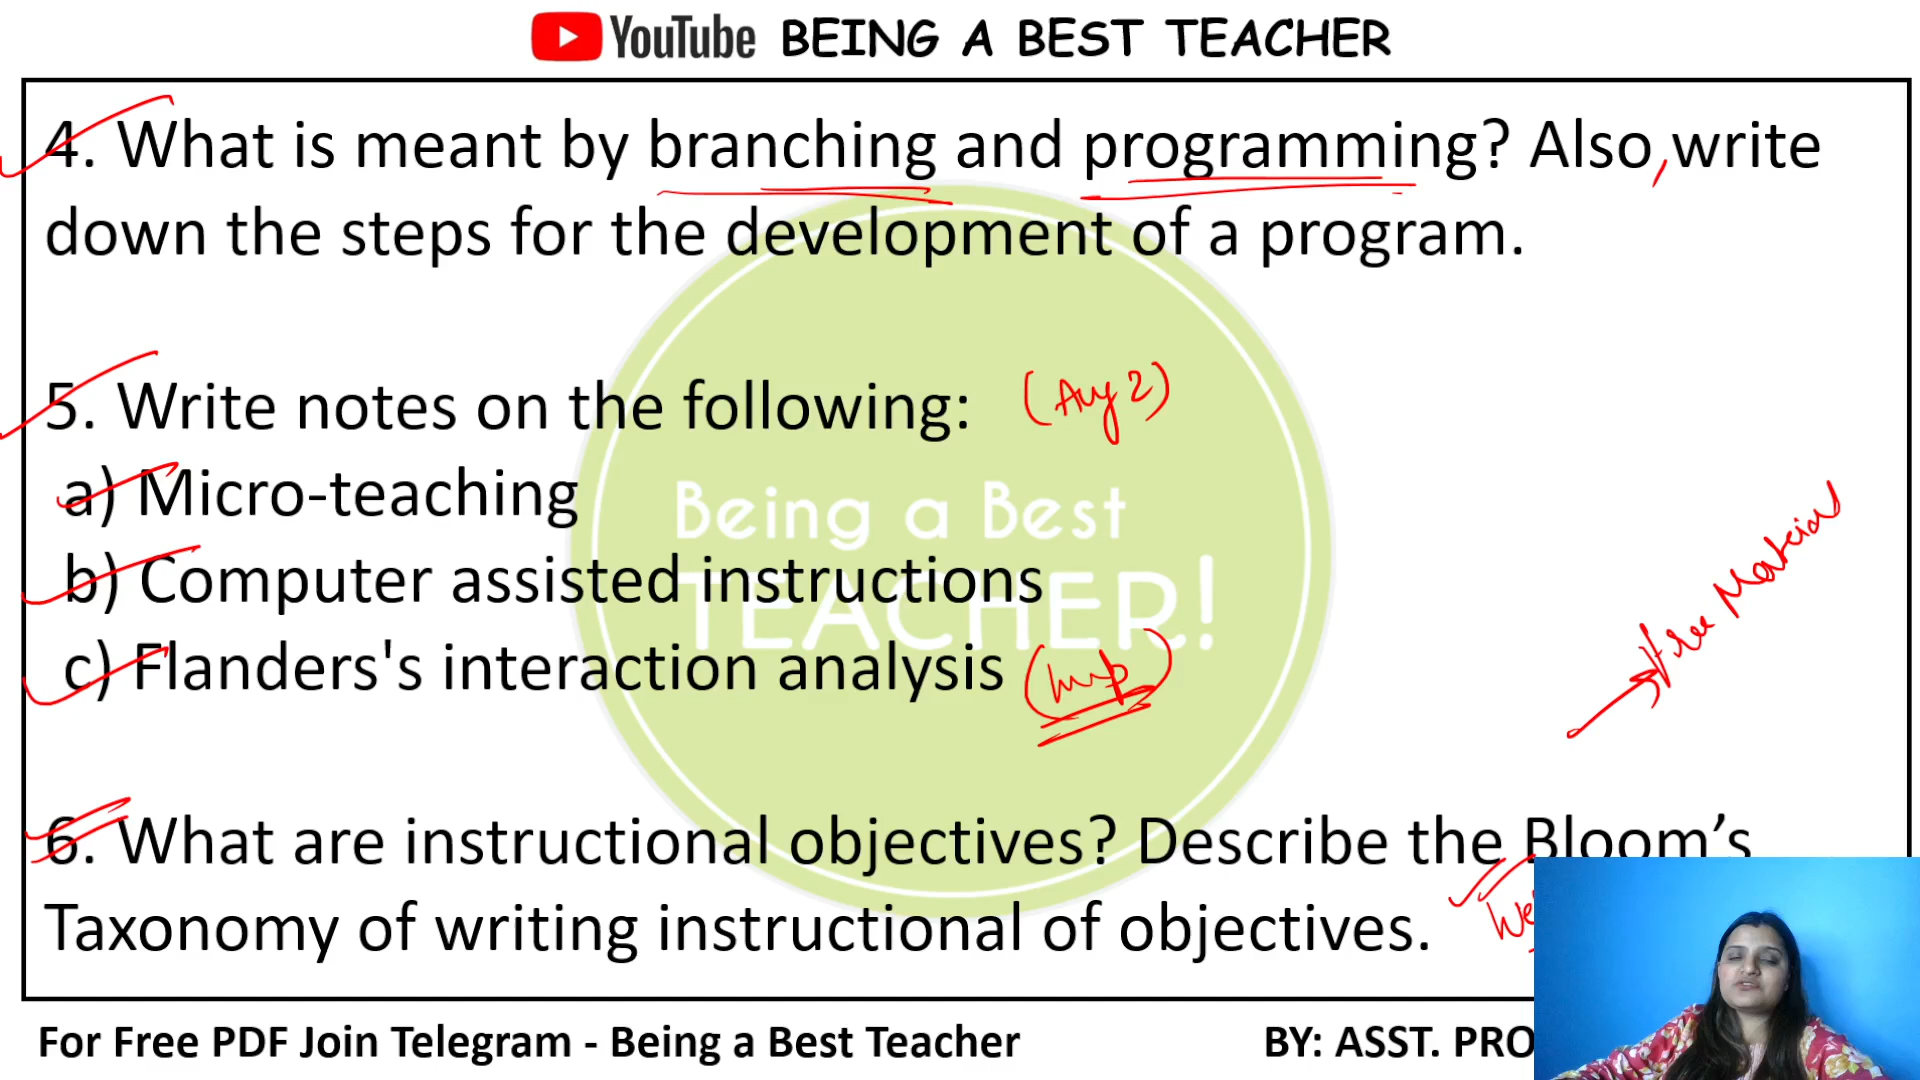 YouTube BEING A BEST TEACHER
4. What is meant by branching and programming? Also, write
down the steps for the development of a program.
5. Write notes on the following: (Any 2)
a) Micro-teaching
b) Computer assisted instructions
c) Flanders's interaction analysis (Imp)
Free Material
6. What are instructional objectives? Describe the Bloom’s
Taxonomy of writing instructional of objectives.
Being a Best
TEACHER!
For Free PDF Join Telegram - Being a Best Teacher
BY: ASST. PRO